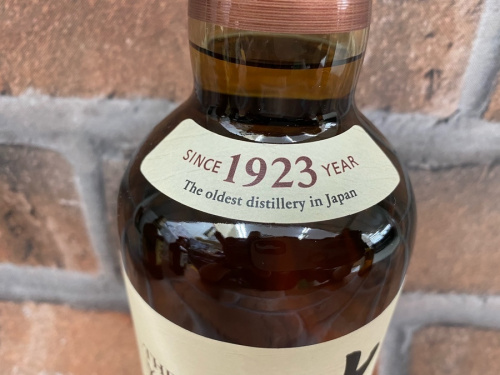 SINCE 1923 YEAR
The oldest distillery in Japan